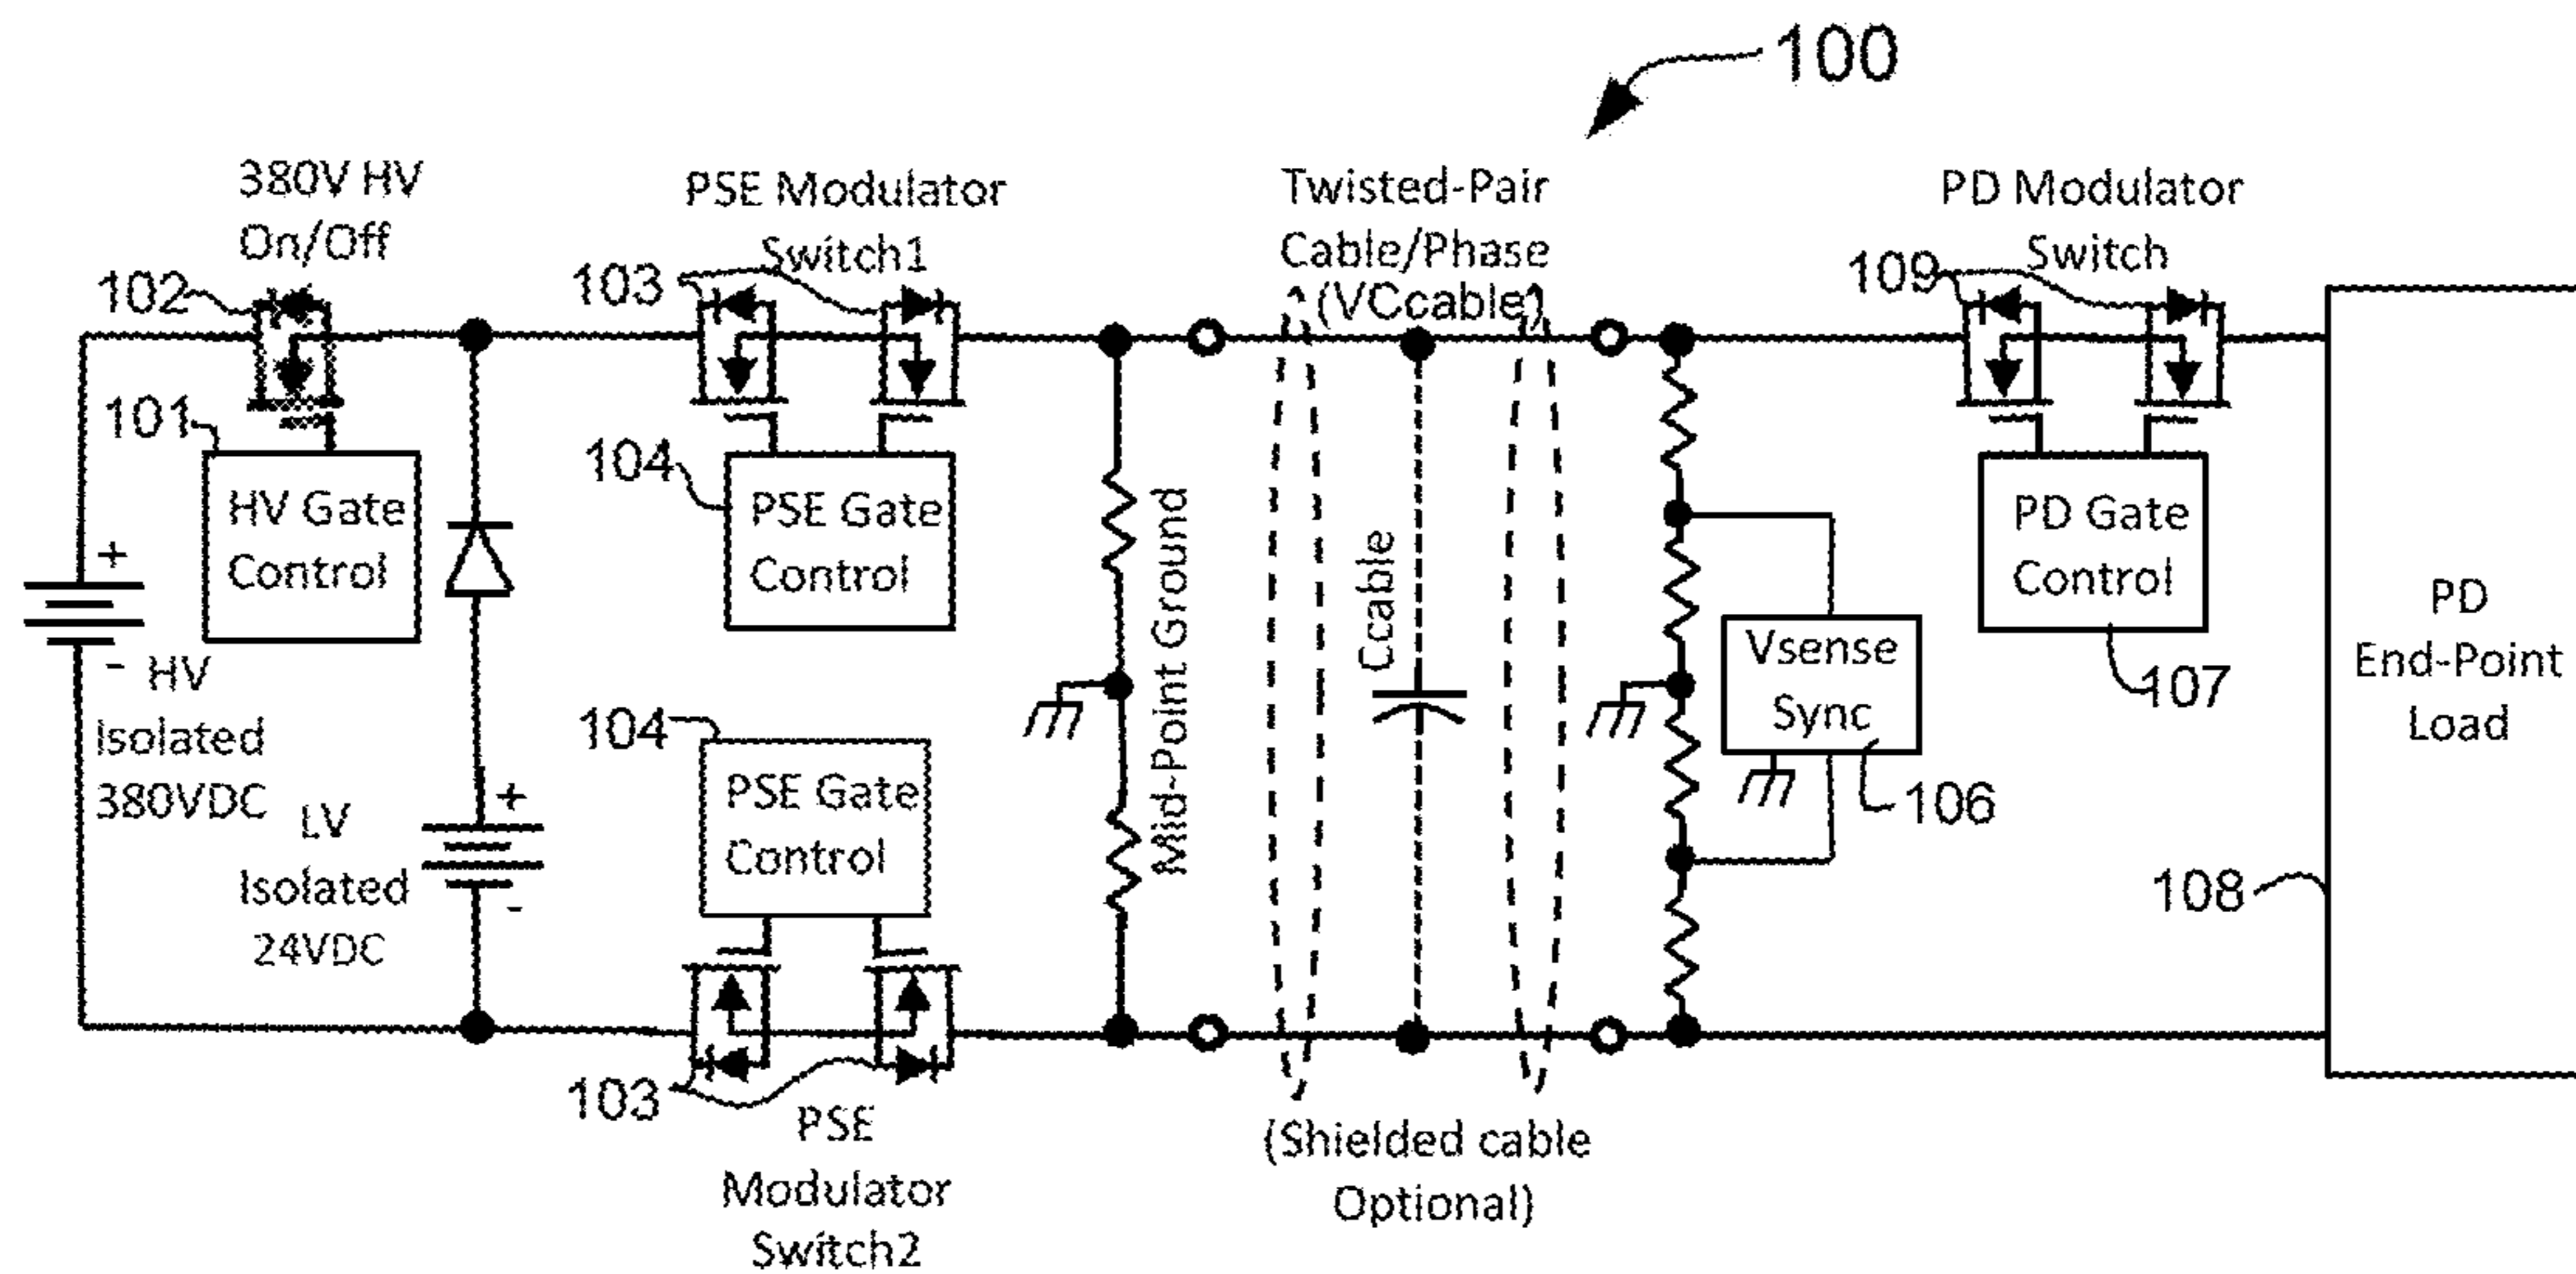 100
380V HV
On/Off
102
101
HV Gate
Control
+
-
HV
Isolated
380VDC
LV
Isolated
24VDC
+
-
PSE Modulator
Switch1
103
104
PSE Gate
Control
104
PSE Gate
Control
103
PSE
Modulator
Switch2
Mid-Point Ground
Twisted-Pair
Cable/Phase
(VCcable)
Ccable
(Shielded cable
Optional)
Vsense
Sync
106
PD Modulator
Switch
109
PD Gate
Control
107
108
PD
End-Point
Load